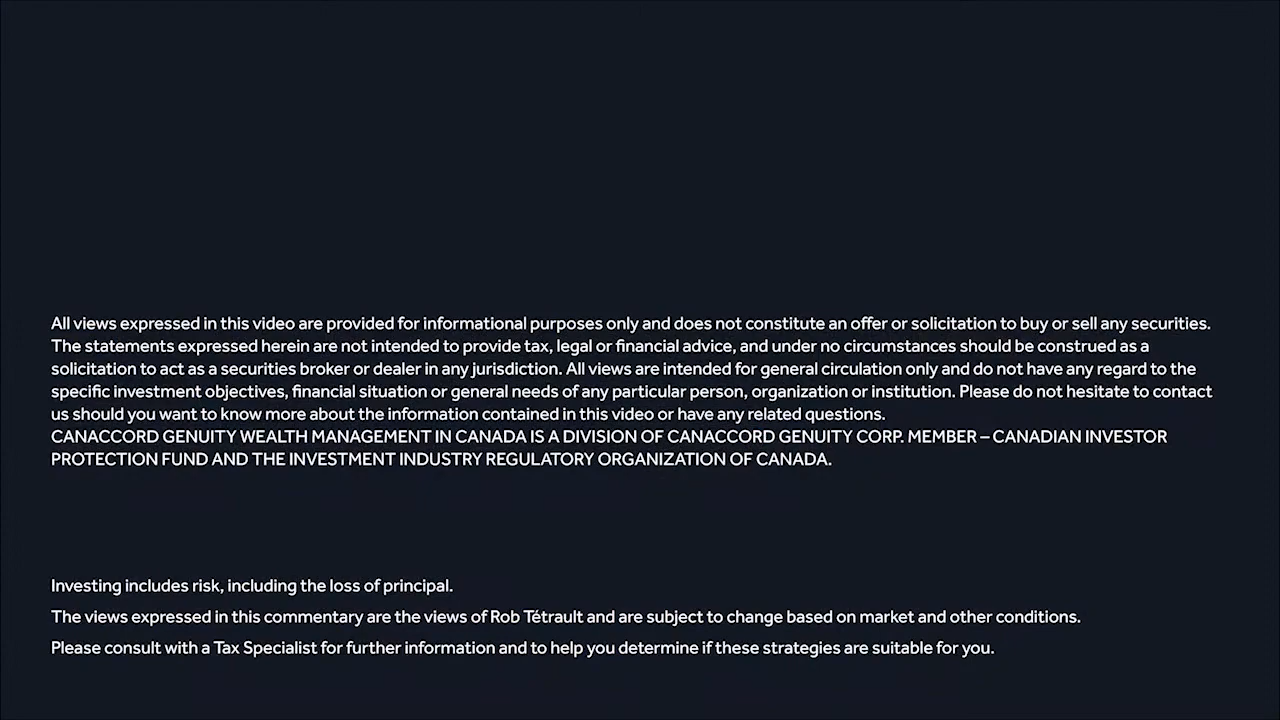 All views expressed in this video are provided for informational purposes only and does not constitute an offer or solicitation to buy or sell any securities.
The statements expressed herein are not intended to provide tax, legal or financial advice, and under no circumstances should be construed as a
solicitation to act as a securities broker or dealer in any jurisdiction. All views are intended for general circulation only and do not have any regard to the
specific investment objectives, financial situation or general needs of any particular person, organization or institution. Please do not hesitate to contact
us should you want to know more about the information contained in this video or have any related questions.
CANACCORD GENUITY WEALTH MANAGEMENT IN CANADA IS A DIVISION OF CANACCORD GENUITY CORP. MEMBER – CANADIAN INVESTOR
PROTECTION FUND AND THE INVESTMENT INDUSTRY REGULATORY ORGANIZATION OF CANADA.
Investing includes risk, including the loss of principal.
The views expressed in this commentary are the views of Rob Tétrault and are subject to change based on market and other conditions.
Please consult with a Tax Specialist for further information and to help you determine if these strategies are suitable for you.